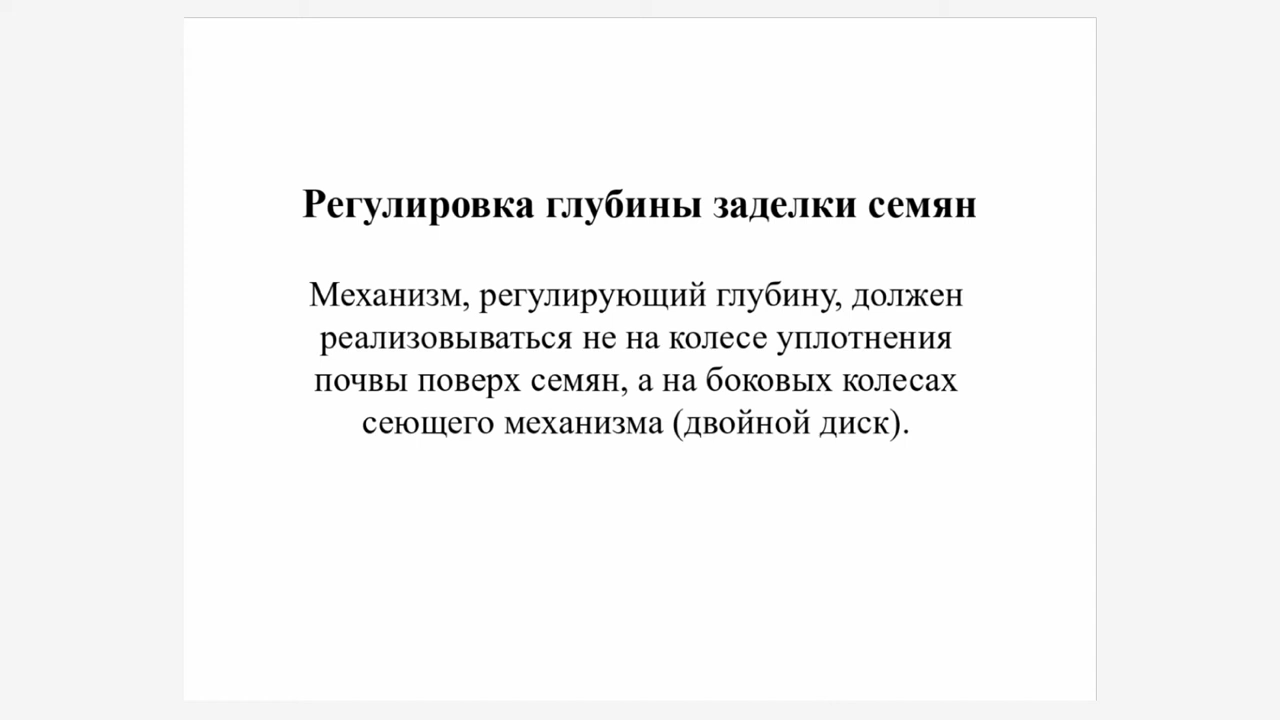 Регулировка глубины заделки семян
Механизм, регулирующий глубину, должен
реализовываться не на колесе уплотнения
почвы поверх семян, а на боковых колесах
сеющего механизма (двойной диск).